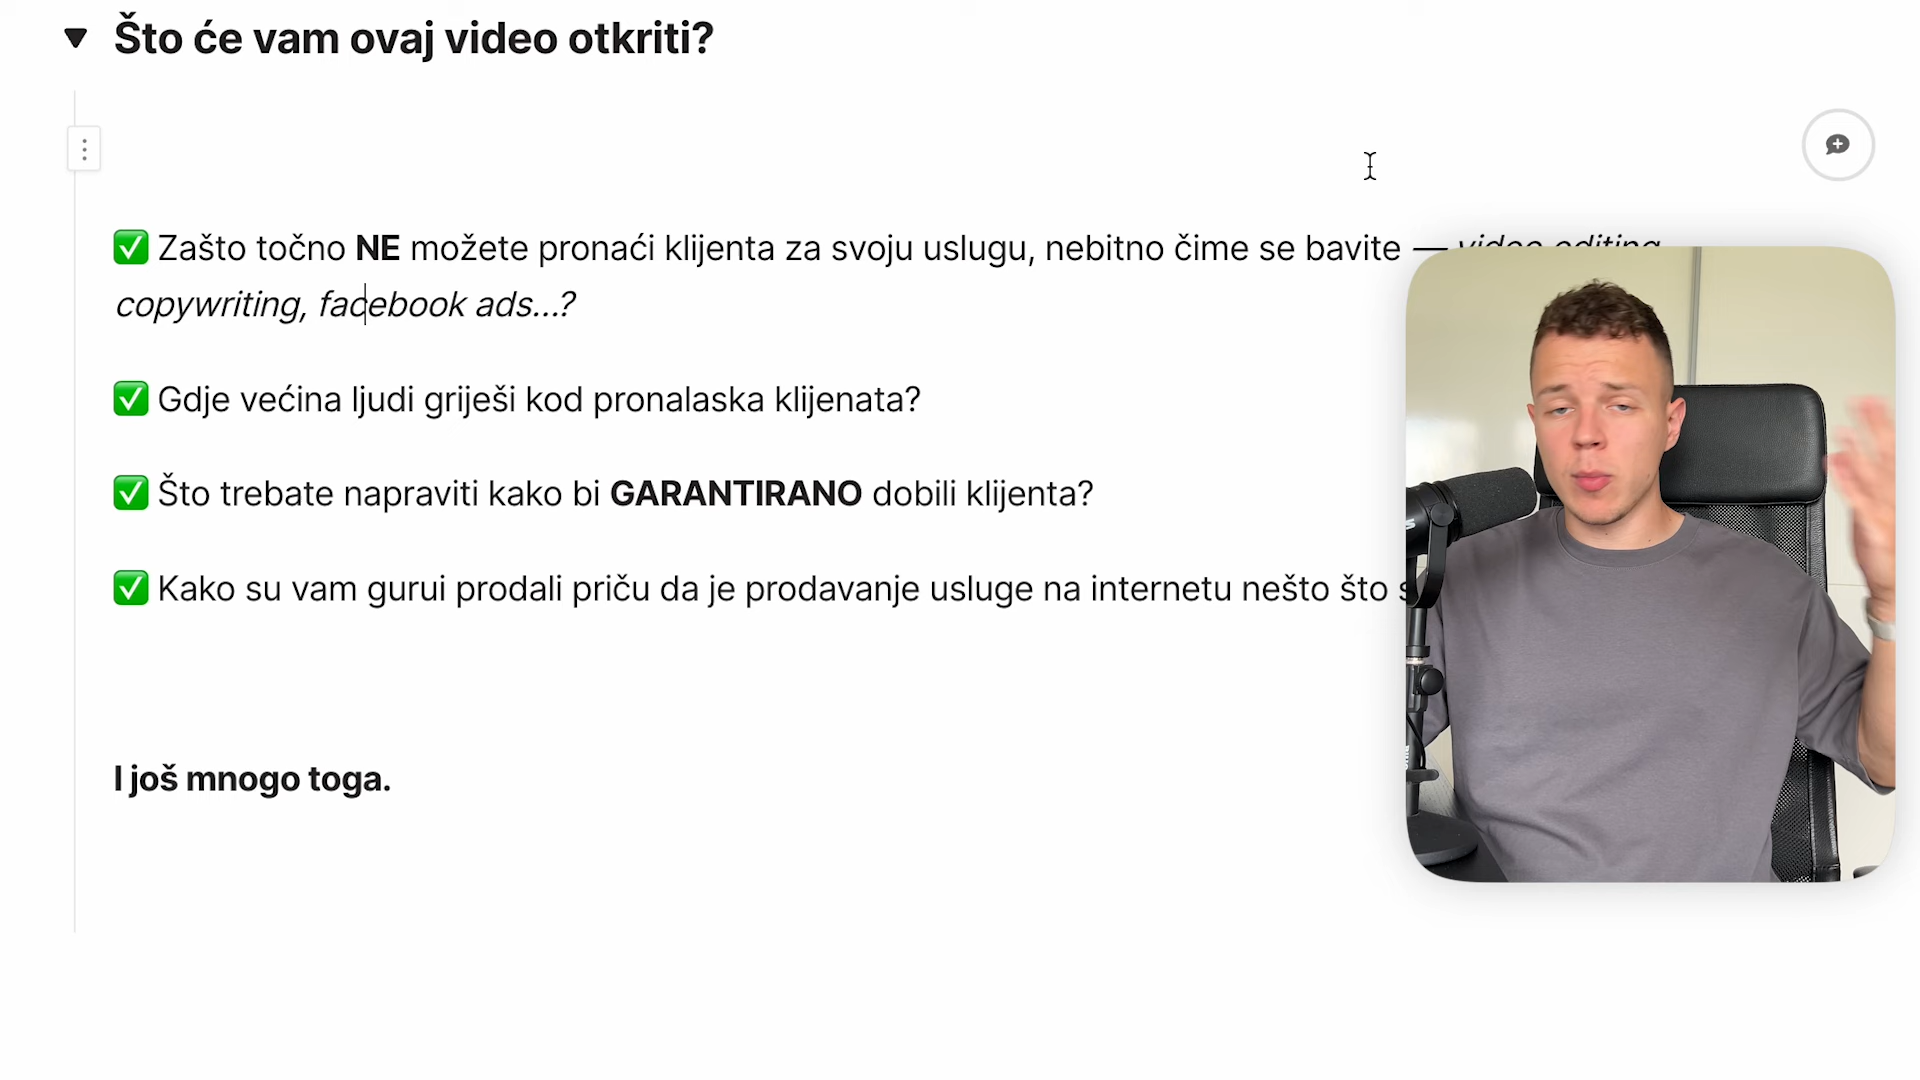 Što će vam ovaj video otkriti?
✅ Zašto točno NE možete pronaći klijenta za svoju uslugu, nebitno čime se bavite — video editing
copywriting, facebook ads...?
✅ Gdje većina ljudi griješi kod pronalaska klijenata?
✅ Što trebate napraviti kako bi GARANTIRANO dobili klijenta?
✅ Kako su vam gurui prodali priču da je prodavanje usluge na internetu nešto što
I još mnogo toga.